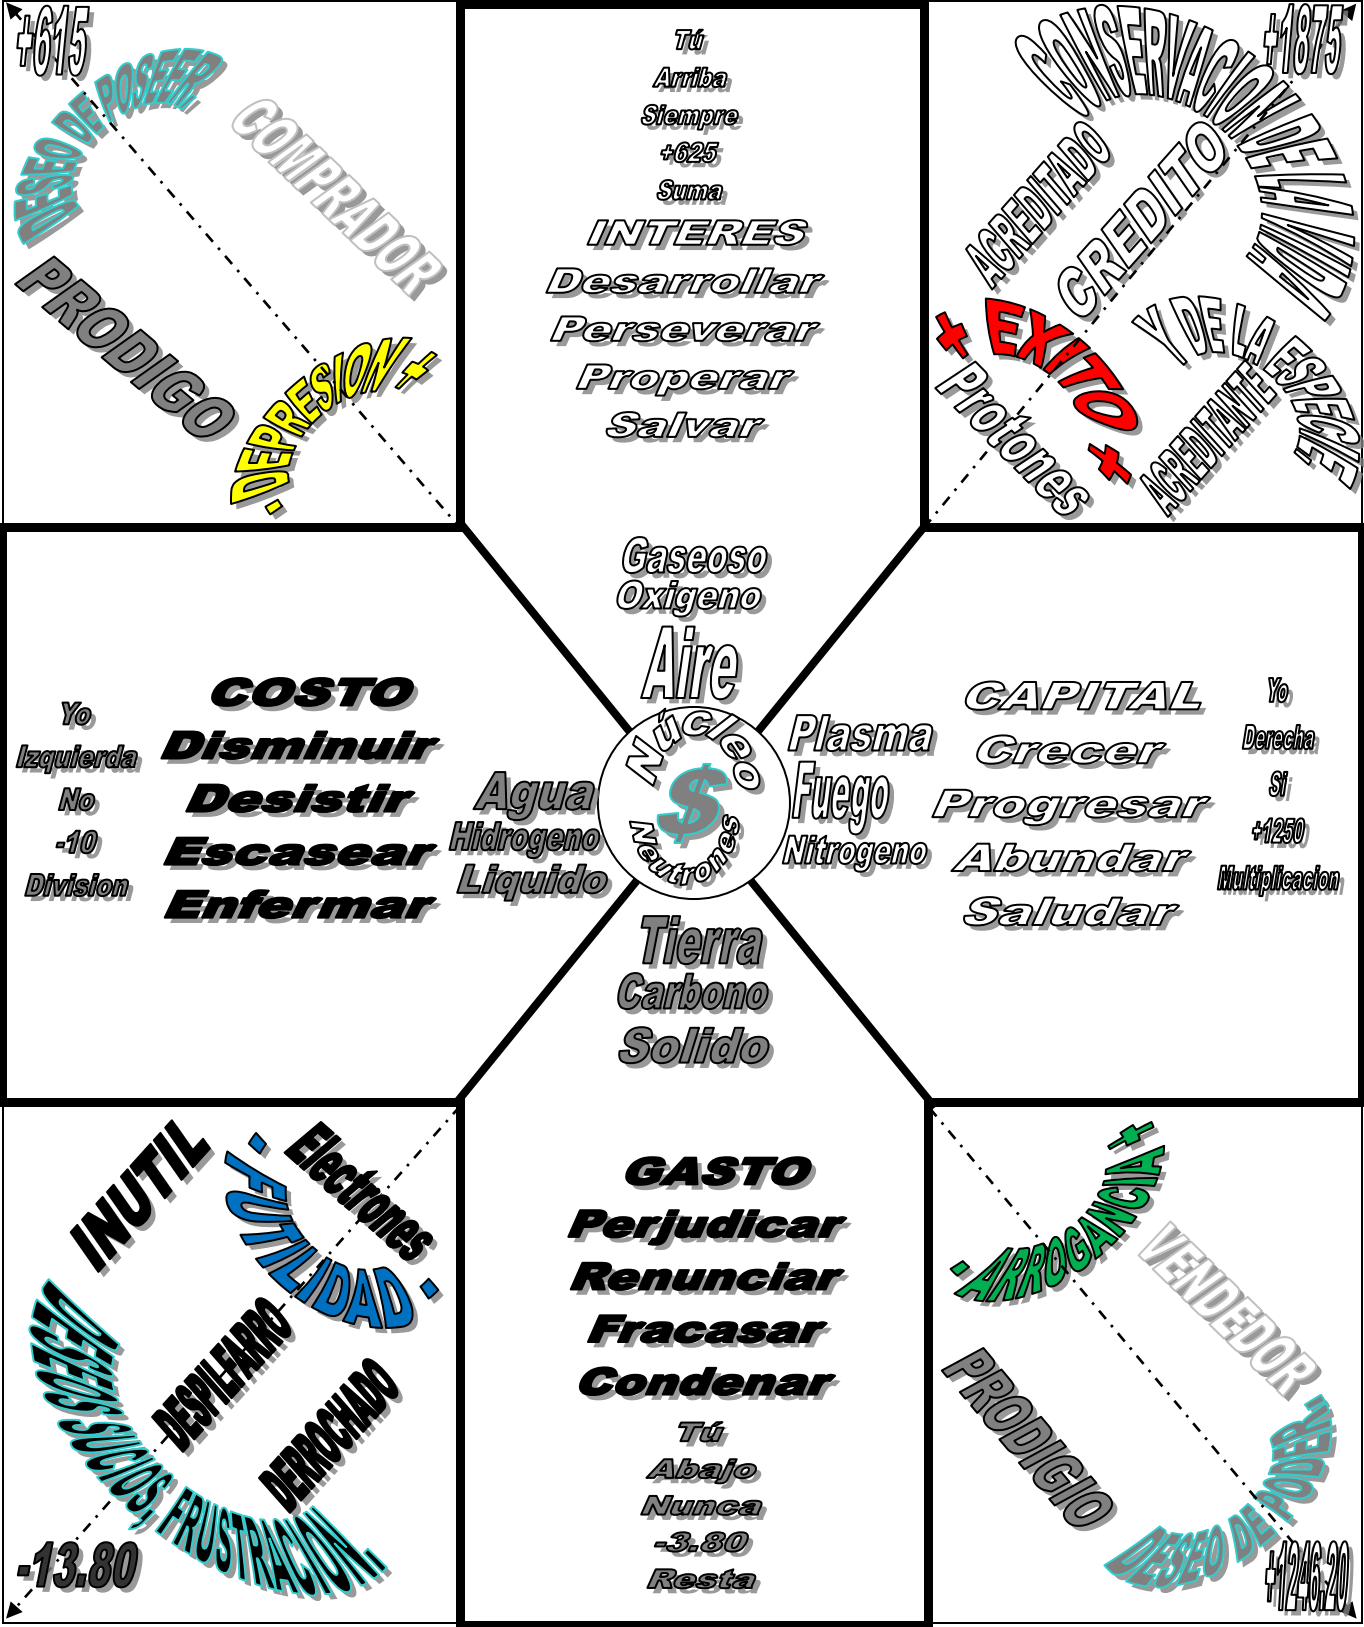 +615
DESEO DE POSEER
COMPRADOR
PRODIGO
- DEPRESION +
Tú
Arriba
Siempre
+625
Suma
INTERES
Desarrollar
Perseverar
Properar
Salvar
+1875
CONSERVACION DE LA VIDA
ACREDITADO
CREDITO
+ EXITO +
Protones
Y DE LA ESPECIE
ACREDITANTE
Gaseoso
Oxigeno
Aire
Yo
Izquierda
No
-10
Division
COSTO
Disminuir
Desistir
Escasear
Enfermar
Agua
Hidrogeno
Liquido
Núcleo
$
Neutrones
Plasma
Fuego
Nitrogeno
CAPITAL
Crecer
Progresar
Abundar
Saludar
Yo
Derecha
Si
+1250
Multiplicacion
Tierra
Carbono
Solido
INUTIL
- FUTILIDAD -
Electrones
DESPILFARRO
DERROCHADO
DESEOS SUCIOS, FRUSTRACION.
-13.80
GASTO
Perjudicar
Renunciar
Fracasar
Condenar
Tú
Abajo
Nunca
-3.80
Resta
- ARROGANCIA +
VENDEDOR
PRODIGIO
DESEO DE PODER"
+1246.20